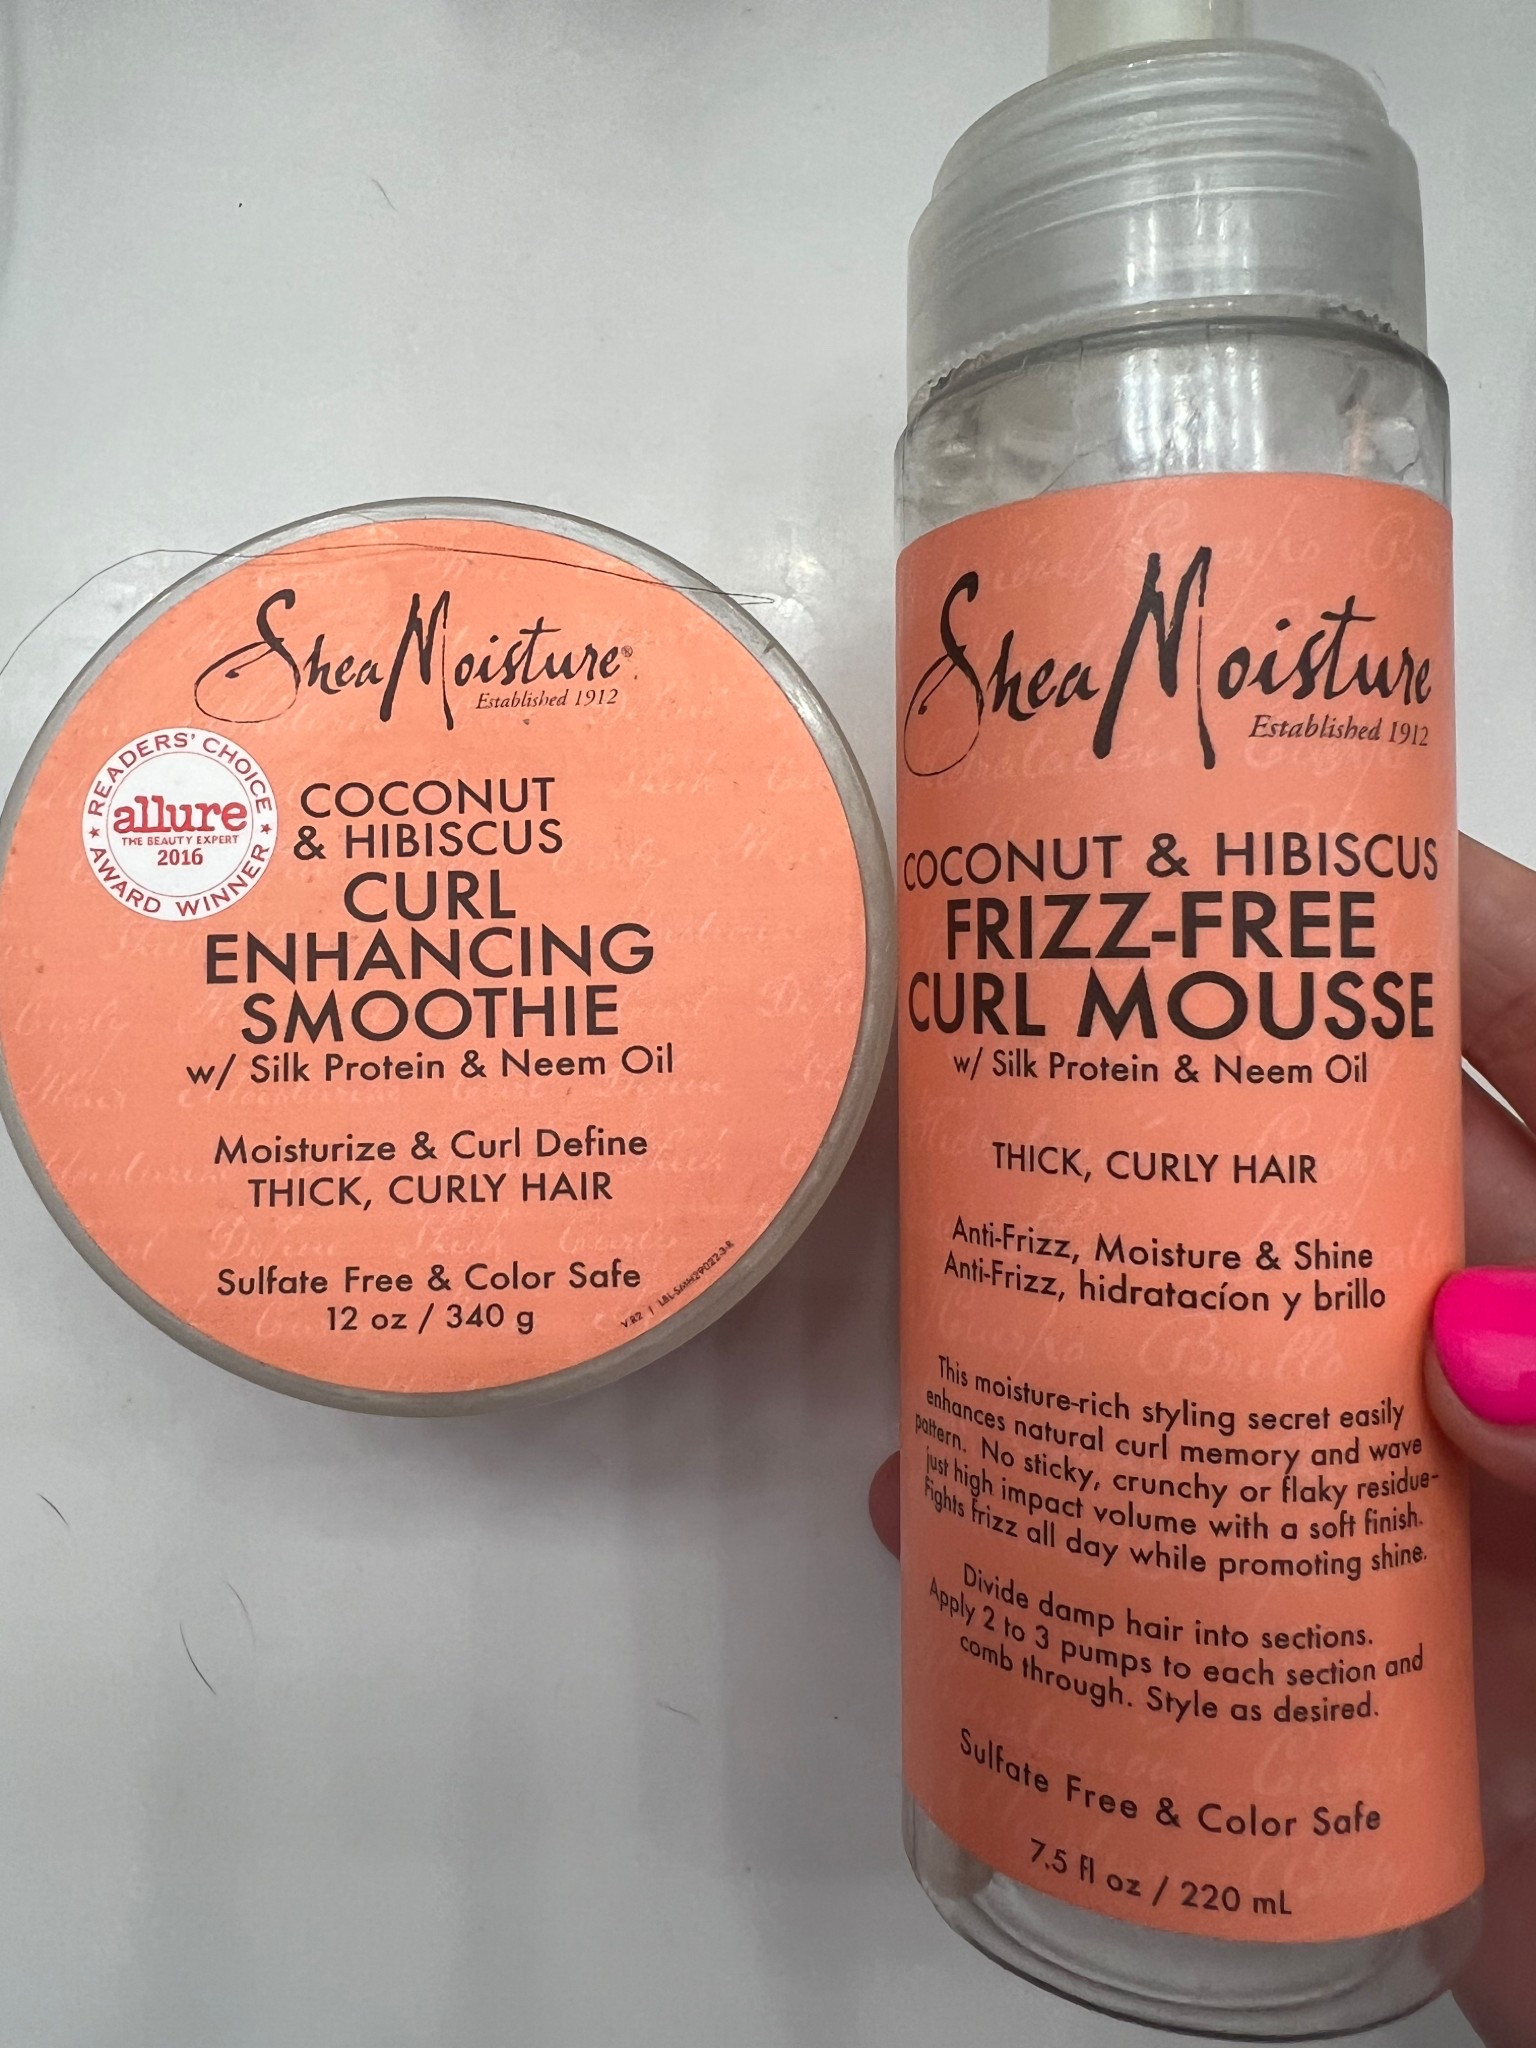 SheaMoisture®
Established 1912
READERS' CHOICE
allure
THE BEAUTY EXPERT
2016
AWARD WINNER
COCONUT
& HIBISCUS
CURL
ENHANCING
SMOOTHIE
w/ Silk Protein & Neem Oil
Moisturize & Curl Define
THICK, CURLY HAIR
Sulfate Free & Color Safe
12 oz / 340 g
SheaMoisture
Established 1912
COCONUT & HIBISCUS
FRIZZ-FREE
CURL MOUSSE
w/ Silk Protein & Neem Oil
THICK, CURLY HAIR
Anti-Frizz, Moisture & Shine
Anti-Frizz, hidratacíon y brillo
This moisture-rich styling secret easily
enhances natural curl memory and wave
pattern. No sticky, crunchy or flaky residue-
just high impact volume with a soft finish.
Fights frizz all day while promoting shine.
Divide damp hair into sections.
Apply 2 to 3 pumps to each section and
comb through. Style as desired.
Sulfate Free & Color Safe
7.5 fl oz / 220 mL